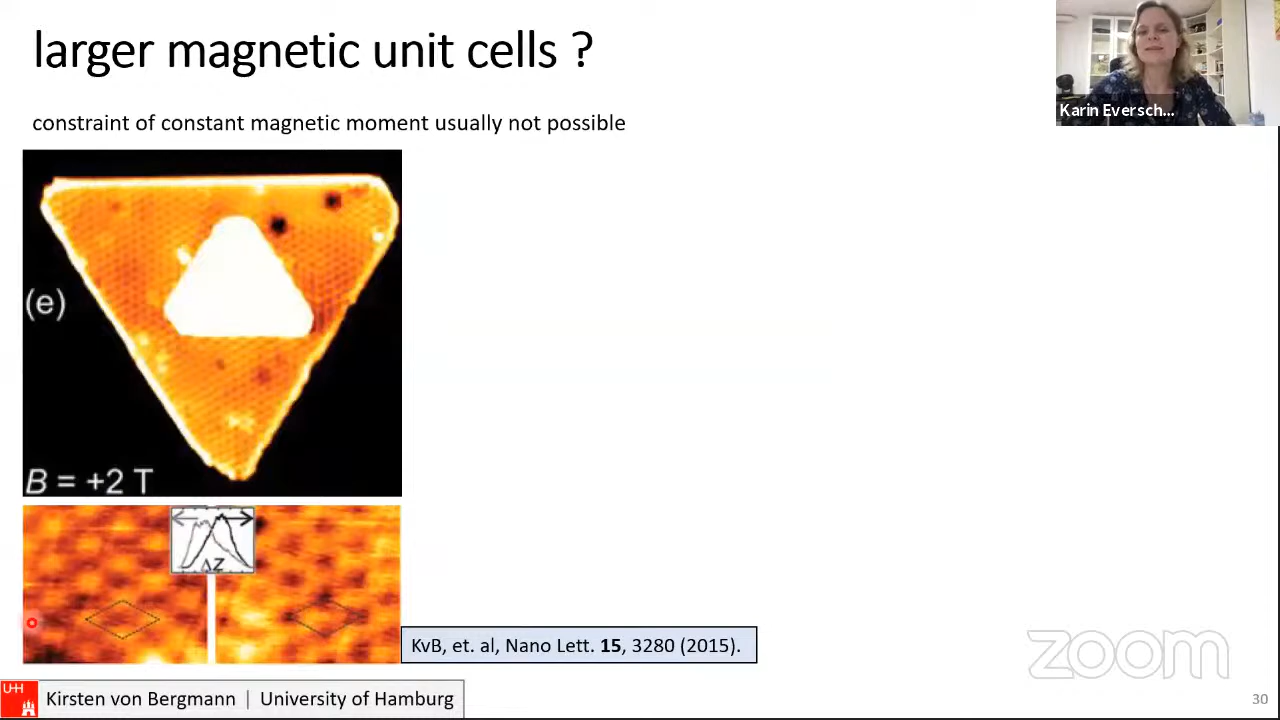 larger magnetic unit cells ?
Karin Eversch...
constraint of constant magnetic moment usually not possible
(e)
B = +2 T
ΔZ
KvB, et. al, Nano Lett. 15, 3280 (2015).
zoom
UHH
Kirsten von Bergmann | University of Hamburg
30